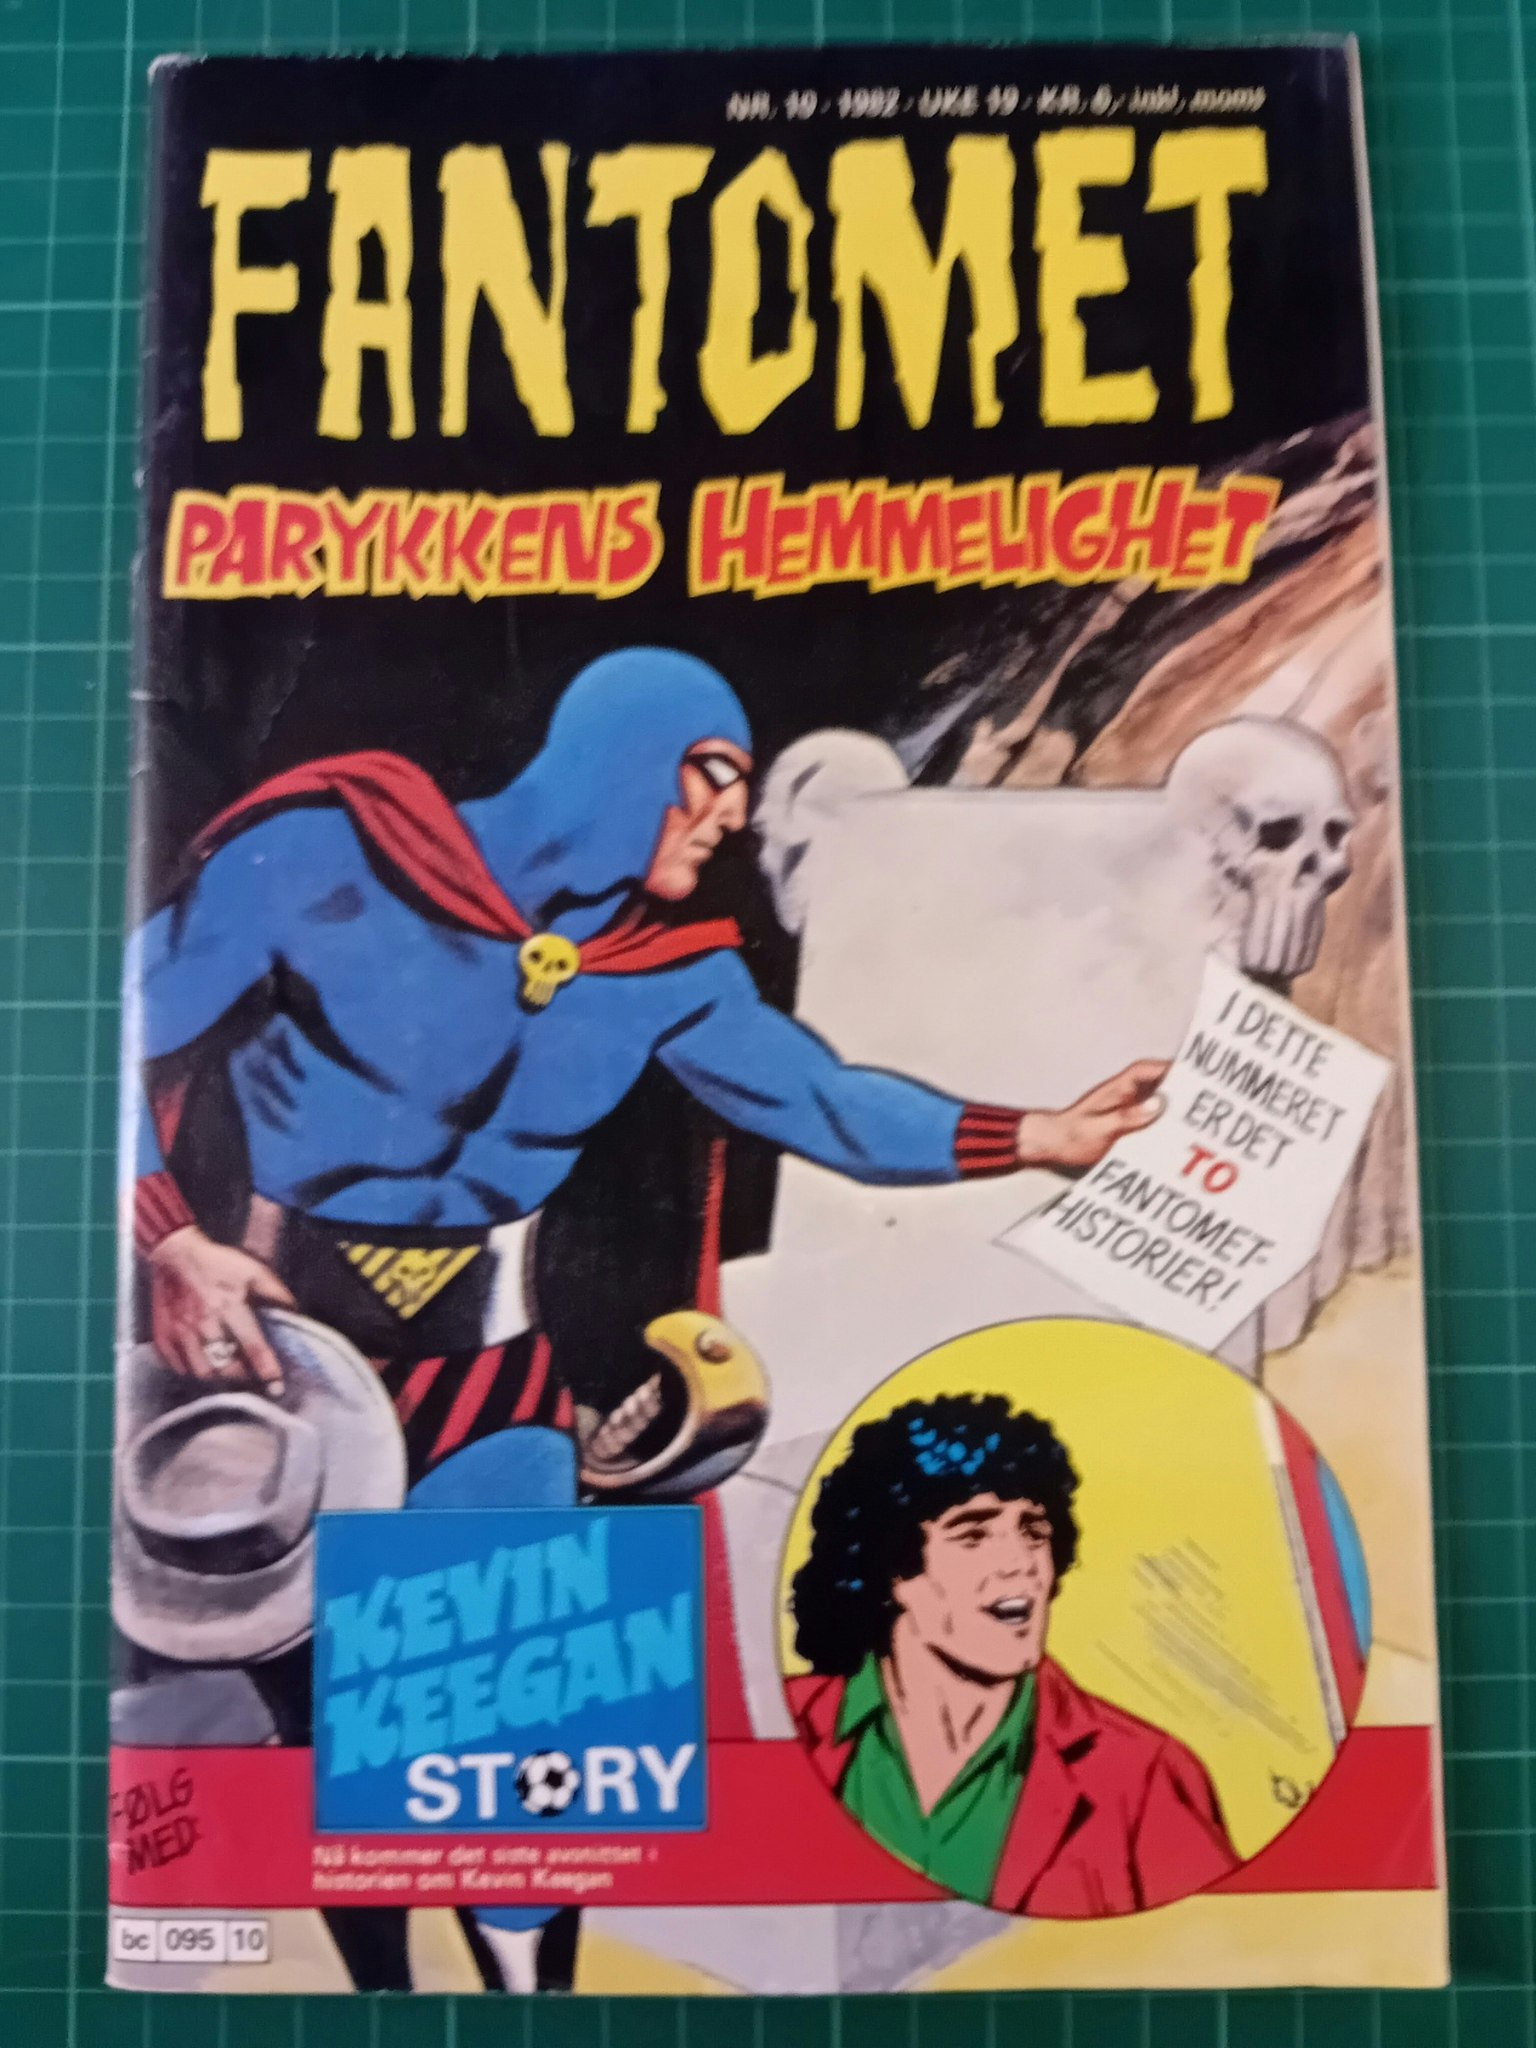 NR. 10 · 1982 · UKE 19 · KR. 6,- inkl. moms
FANTOMET
PARYKKENS HEMMELIGHET
I DETTE
NUMMERET
ER DET
TO
FANTOMET-
HISTORIER!
KEVIN
KEEGAN
STORY
FØLG
MED:
Nå kommer det siste avsnittet i
historien om Kevin Keegan
bc 095 10